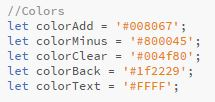 //Colors
let colorAdd = '#008067';
let colorMinus = '#800045';
let colorClear = '#004f80';
let colorBack = '#1f2229';
let colorText = '#FFFF';